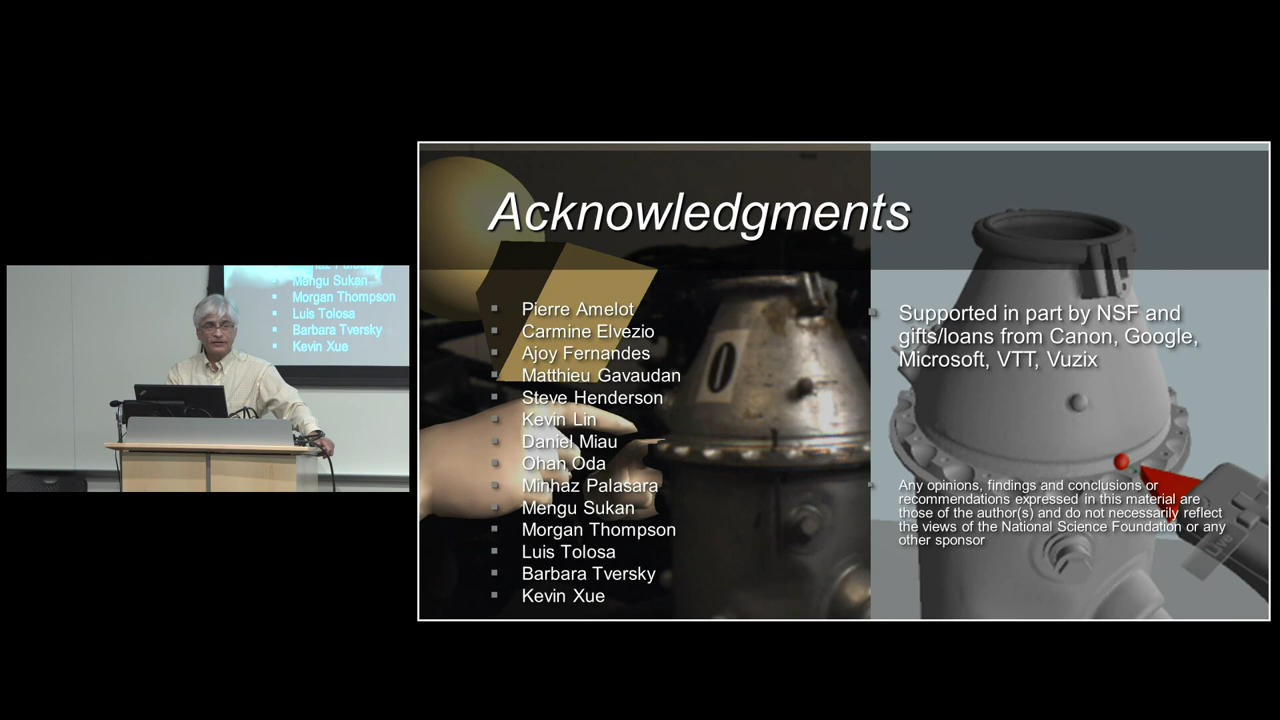 Acknowledgments
Pierre Amelot
Carmine Elvezio
Ajoy Fernandes
Matthieu Gavaudan
Steve Henderson
Kevin Lin
Daniel Miau
Ohan Oda
Minhaz Palasara
Mengu Sukan
Morgan Thompson
Luis Tolosa
Barbara Tversky
Kevin Xue
Supported in part by NSF and
gifts/loans from Canon, Google,
Microsoft, VTT, Vuzix
Any opinions, findings and conclusions or
recommendations expressed in this material are
those of the author(s) and do not necessarily reflect
the views of the National Science Foundation or any
other sponsor
Mengu Sukan
Morgan Thompson
Luis Tolosa
Barbara Tversky
Kevin Xue